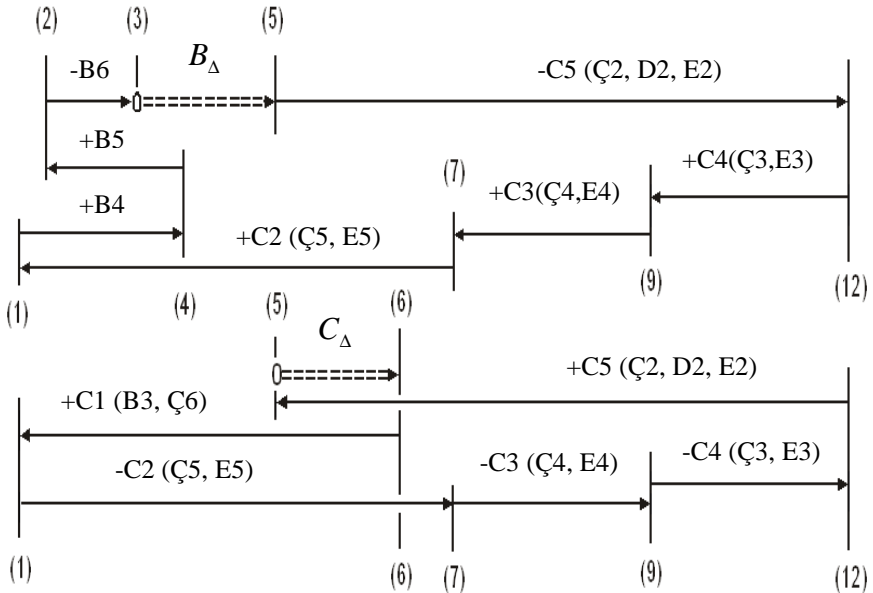 (2) (3) B_Δ (5)
-B6 -C5 (Ç2, D2, E2)
+B5 (7) +C4(Ç3,E3)
+B4 +C3(Ç4,E4)
+C2 (Ç5, E5)
(1) (4) (5) (6) (9) (12)
C_Δ
+C5 (Ç2, D2, E2)
+C1 (B3, Ç6)
-C2 (Ç5, E5) -C3 (Ç4, E4) -C4 (Ç3, E3)
(1) (6) (7) (9) (12)